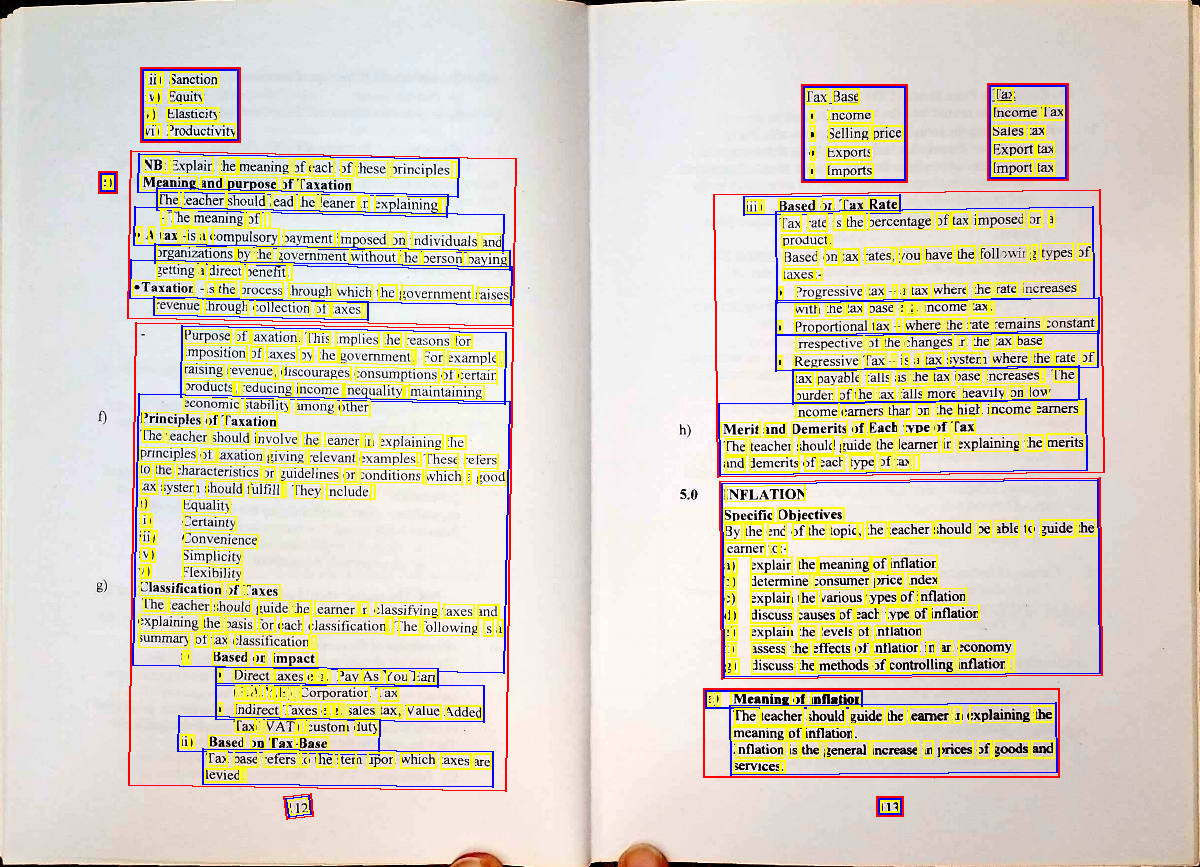 iii) Sanction
iv) Equity
v) Elasticity
vi) Productivity
NB: Explain the meaning of each of these principles
e) Meaning and purpose of Taxation
The teacher should lead the leaner in explaining
- The meaning of
• A tax - is a compulsory payment imposed on individuals and
organizations by the government without the person paying
getting a direct benefit.
• Taxation - is the process through which the government raises
revenue through collection of taxes
- Purpose of taxation. This implies the reasons for
imposition of taxes by the government. For example
raising revenue, discourages consumptions of certain
products, reducing income inequality maintaining
economic stability among other
f) Principles of Taxation
The teacher should involve the leaner in explaining the
principles of taxation giving relevant examples. These refers
to the characteristics or guidelines or conditions which a good
tax system should fulfill. They include
i) Equality
ii) Certainty
iii) Convenience
iv) Simplicity
v) Flexibility
g) Classification of Taxes
The teacher should guide the learner in classifying taxes and
explaining the basis for each classification. The following is a
summary of tax classification
i) Based on impact
• Direct taxes e.g. Pay As You Earn
(P.A.Y.E), Corporation Tax
• Indirect Taxes e.g. sales tax, Value Added
Tax (VAT) custom duty
ii) Based on Tax-Base
Tax base refers to the item upon which taxes are
levied
112
Tax Base Tax
• Income Income Tax
• Selling price Sales tax
• Exports Export tax
• Imports Import tax
iii) Based on Tax Rate
Tax rate is the percentage of tax imposed on a
product.
Based on tax rates, you have the following types of
taxes:-
• Progressive tax - a tax where the rate increases
with the tax base e.g. income tax.
• Proportional tax - where the rate remains constant
irrespective of the changes in the tax base
• Regressive Tax - is a tax system where the rate of
tax payable falls as the tax base increases. The
burden of the tax falls more heavily on low
income earners than on the high income earners
h) Merit and Demerits of Each type of Tax
The teacher should guide the learner in explaining the merits
and demerits of each type of tax
5.0 INFLATION
Specific Objectives
By the end of the topic, the teacher should be able to guide the
learner to:-
a) explain the meaning of inflation
b) determine consumer price index
c) explain the various types of inflation
d) discuss causes of each type of inflation
e) explain the levels of inflation
f) assess the effects of inflation in an economy
g) discuss the methods of controlling inflation
a) Meaning of inflation
The teacher should guide the learner in explaining the
meaning of inflation.
Inflation is the general increase in prices of goods and
services.
113